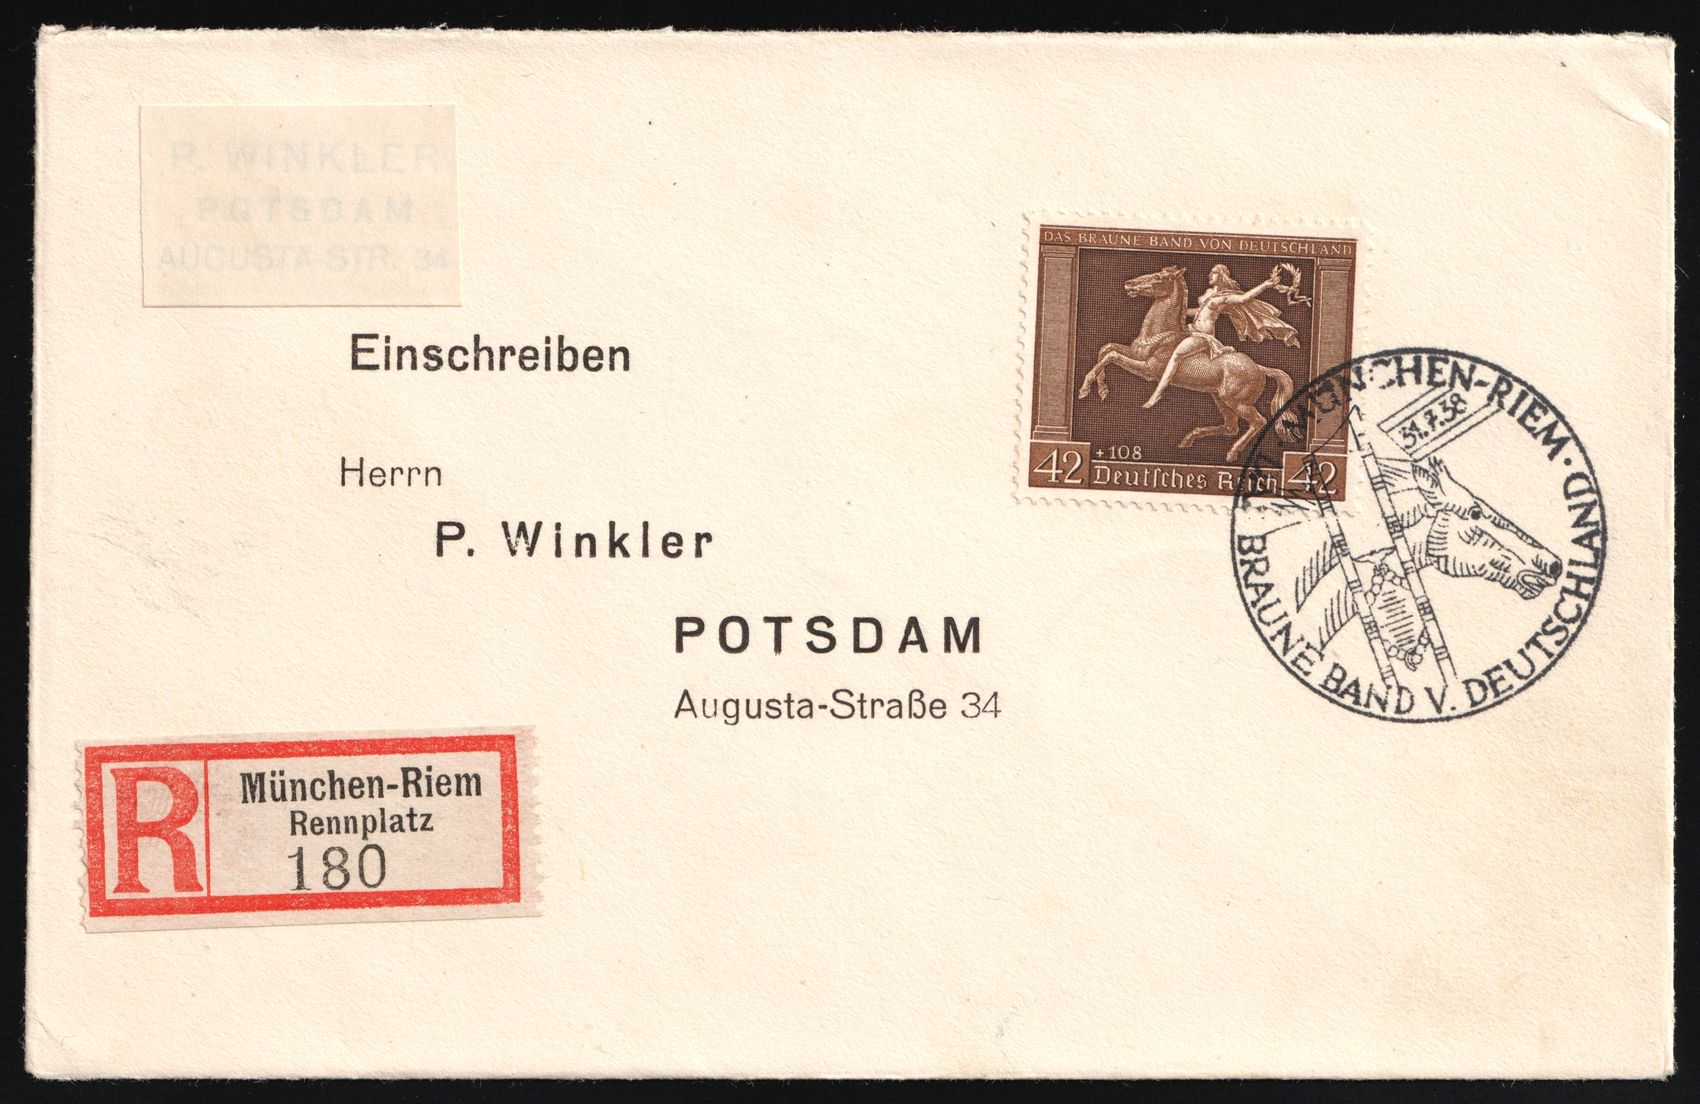 P. WINKLER
POTSDAM
AUGUSTA-STR. 34
Einschreiben
Herrn
P. Winkler
POTSDAM
Augusta-Straße 34
DAS BRAUNE BAND VON DEUTSCHLAND
+108
42 Deutsches Reich 42
MÜNCHEN-RIEM · BRAUNE BAND V. DEUTSCHLAND
31.7.38
R
München-Riem
Rennplatz
180